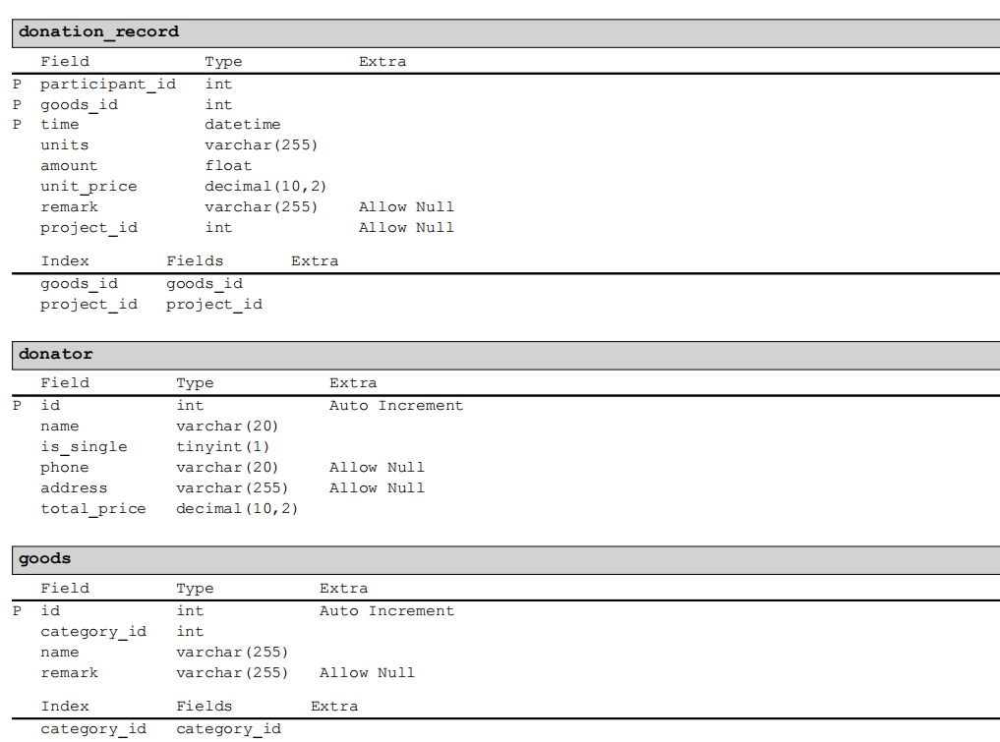 donation_record
Field Type Extra
P participant_id int
P goods_id int
P time datetime
units varchar(255)
amount float
unit_price decimal(10,2)
remark varchar(255) Allow Null
project_id int Allow Null
Index Fields Extra
goods_id goods_id
project_id project_id
donator
Field Type Extra
P id int Auto Increment
name varchar(20)
is_single tinyint(1)
phone varchar(20) Allow Null
address varchar(255) Allow Null
total_price decimal(10,2)
goods
Field Type Extra
P id int Auto Increment
category_id int
name varchar(255)
remark varchar(255) Allow Null
Index Fields Extra
category_id category_id